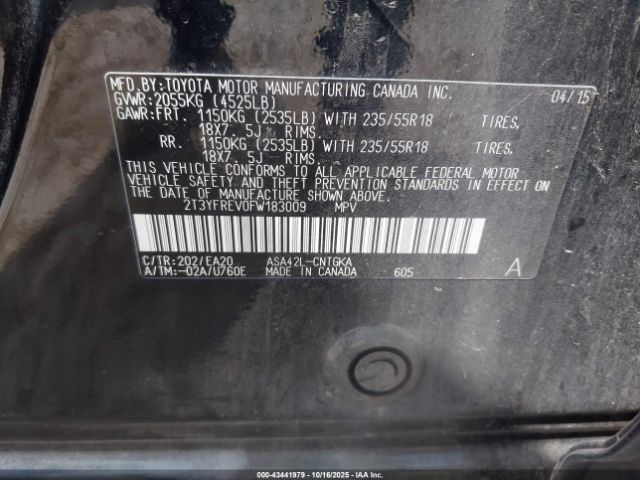 MFD.BY:TOYOTA MOTOR MANUFACTURING CANADA INC. 04/15
GVWR:2055KG (4525LB)
GAWR:FRT. 1150KG (2535LB) WITH 235/55R18 TIRES,
18X7. 5J RIMS.
RR. 1150KG (2535LB) WITH 235/55R18 TIRES,
18X7. 5J RIMS.
THIS VEHICLE CONFORMS TO ALL APPLICABLE FEDERAL MOTOR
VEHICLE SAFETY AND THEFT PREVENTION STANDARDS IN EFFECT ON
THE DATE OF MANUFACTURE SHOWN ABOVE.
2T3YFREV0FW183009 MPV
C/TR:202/EA20 ASA42L-CNTGKA
A/TM:-02A/U760E MADE IN CANADA 605 A
000-43441979 - 10/16/2025 - IAA